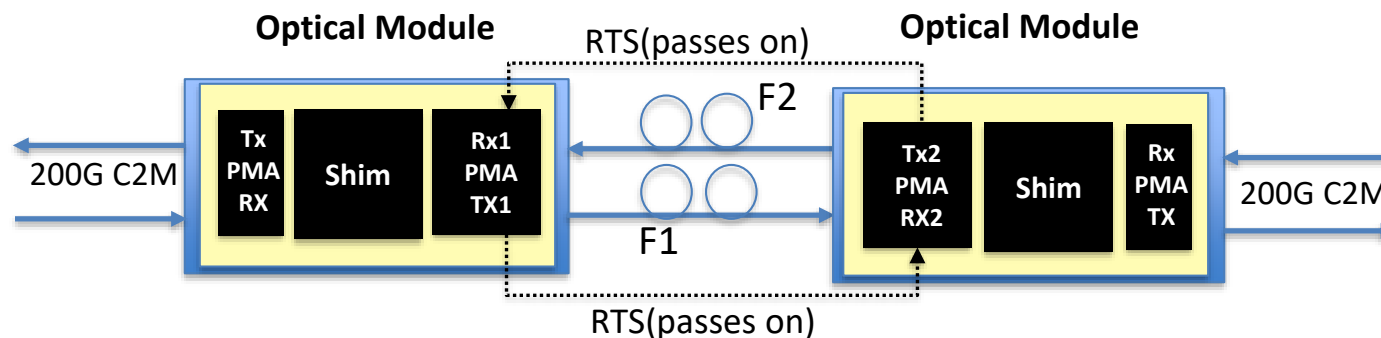 Optical Module
Optical Module
RTS(passes on)
F2
Tx
PMA
RX
Shim
Rx1
PMA
TX1
Tx2
PMA
RX2
Shim
Rx
PMA
TX
200G C2M
200G C2M
F1
RTS(passes on)